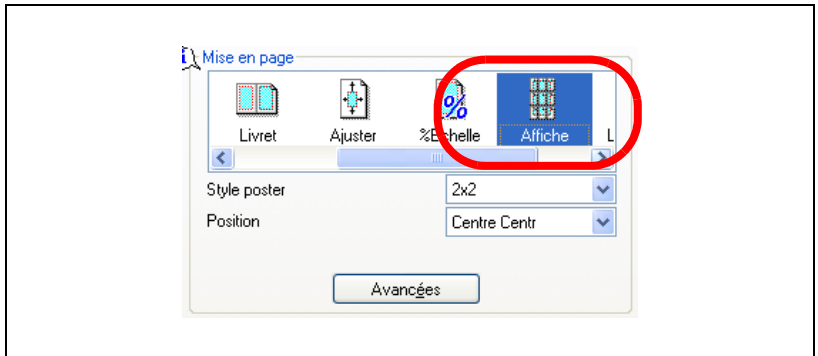 Mise en page
Livret Ajuster %Echelle Affiche L
Style poster 2x2
Position Centre Centr
Avancées